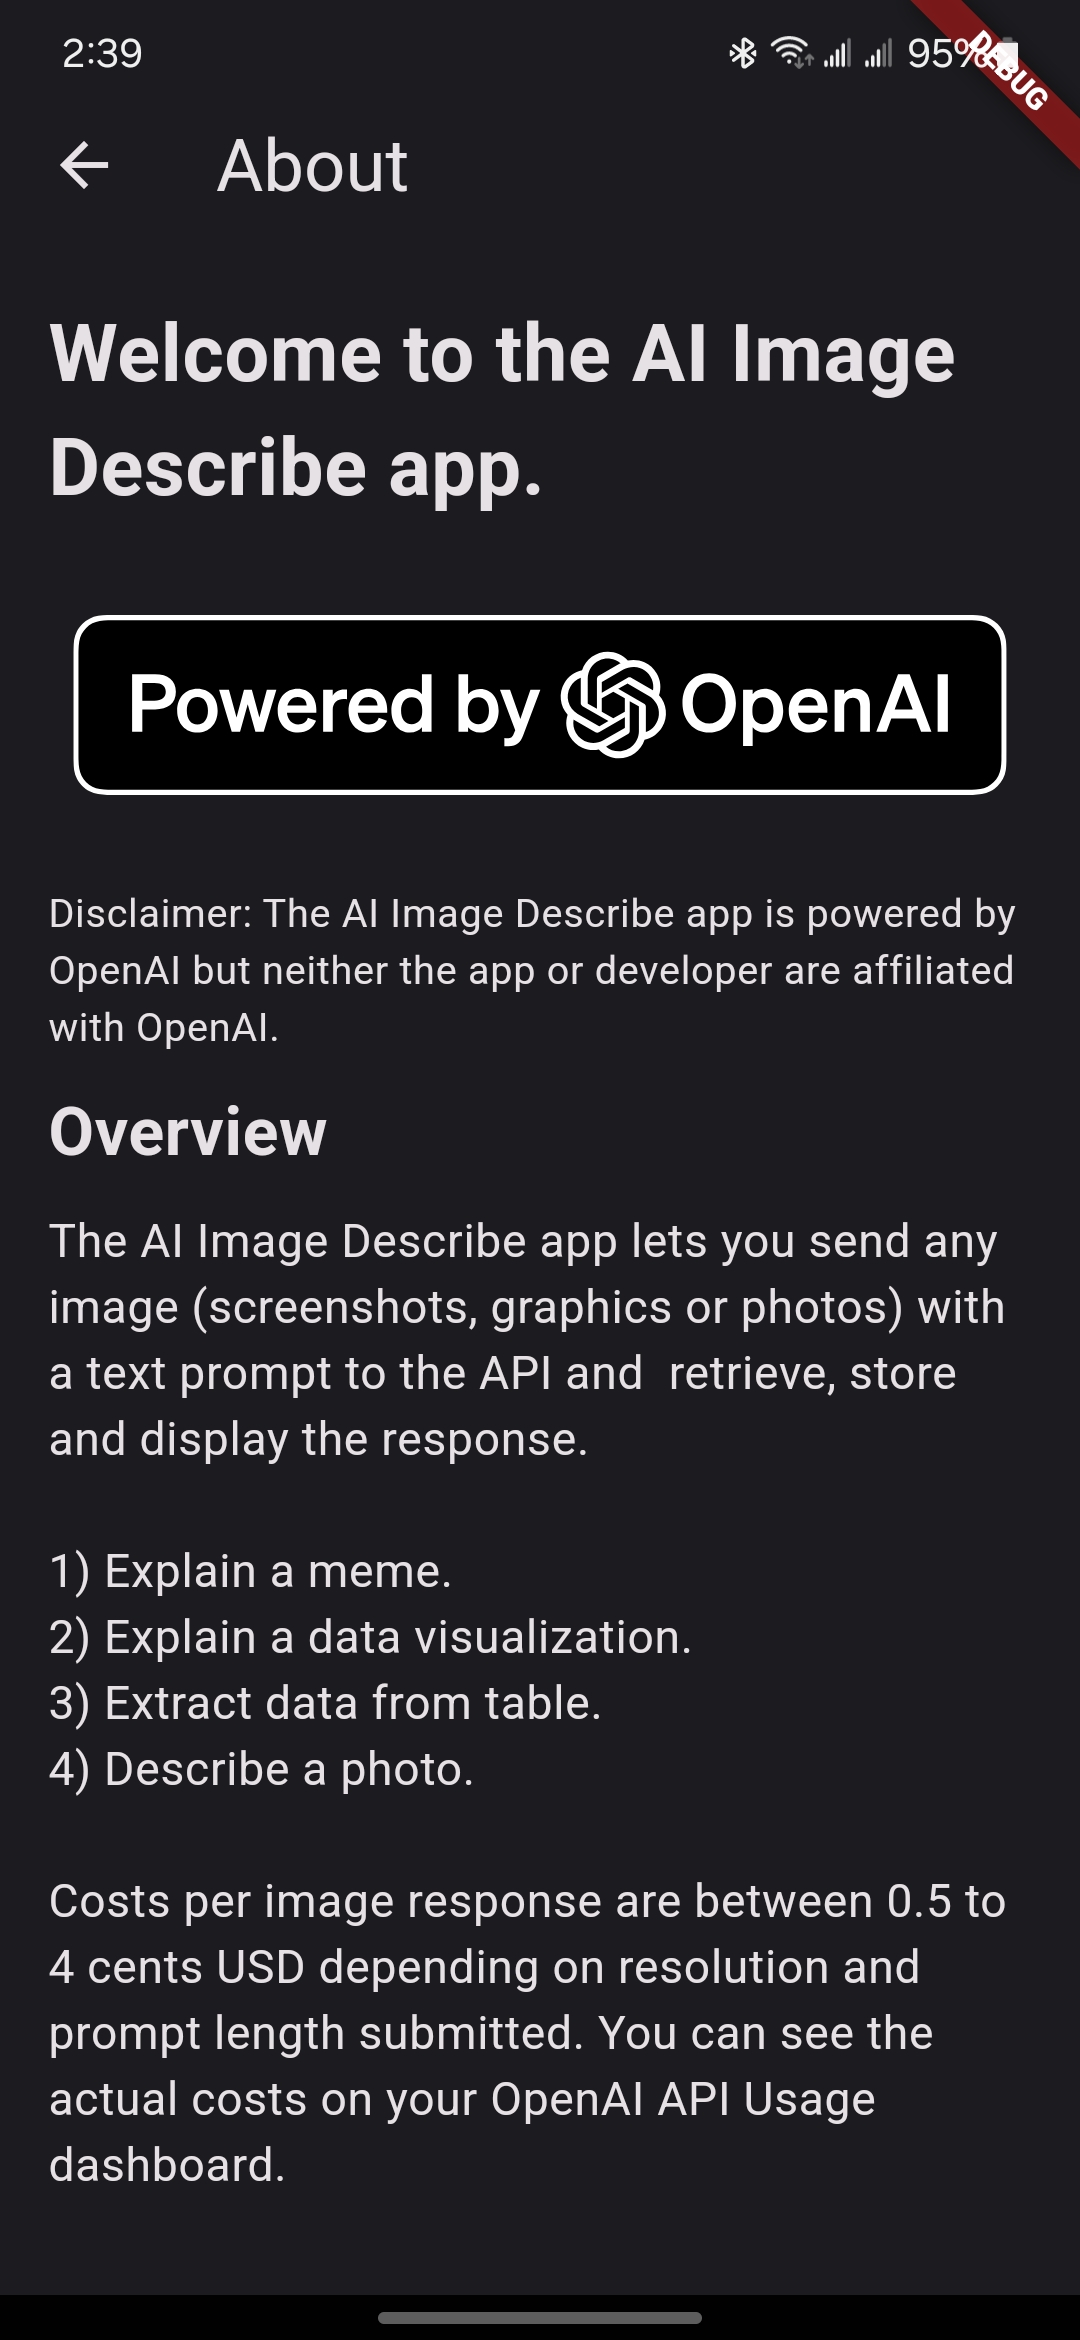 2:39
95%
DEBUG
About
Welcome to the AI Image
Describe app.
Powered by OpenAI
Disclaimer: The AI Image Describe app is powered by
OpenAI but neither the app or developer are affiliated
with OpenAI.
Overview
The AI Image Describe app lets you send any
image (screenshots, graphics or photos) with
a text prompt to the API and  retrieve, store
and display the response.
1) Explain a meme.
2) Explain a data visualization.
3) Extract data from table.
4) Describe a photo.
Costs per image response are between 0.5 to
4 cents USD depending on resolution and
prompt length submitted. You can see the
actual costs on your OpenAI API Usage
dashboard.